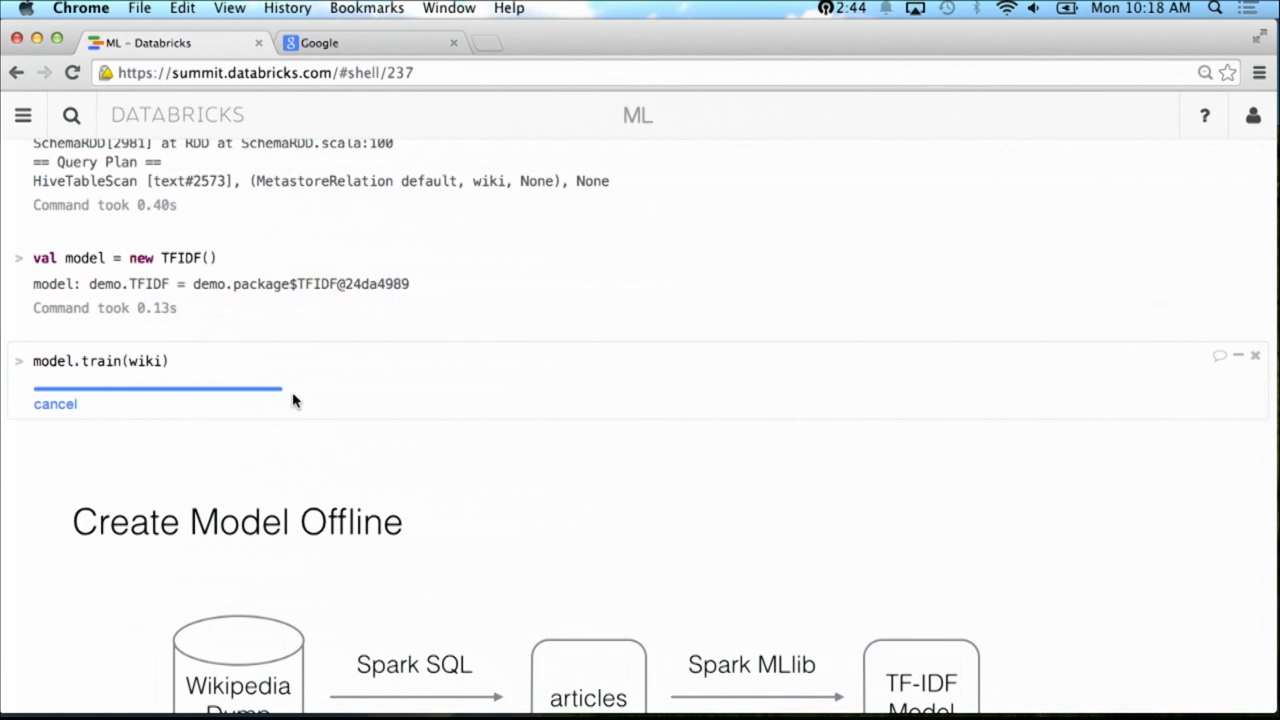 Chrome File Edit View History Bookmarks Window Help 2:44 Mon 10:18 AM
ML – Databricks Google
https://summit.databricks.com/#shell/237
DATABRICKS ML ?
SchemaRDD[2981] at RDD at SchemaRDD.scala:100
== Query Plan ==
HiveTableScan [text#2573], (MetastoreRelation default, wiki, None), None
Command took 0.40s
> val model = new TFIDF()
model: demo.TFIDF = demo.package$TFIDF@24da4989
Command took 0.13s
> model.train(wiki)
cancel
Create Model Offline
Spark SQL Spark MLlib
Wikipedia articles TF-IDF
Dump Model